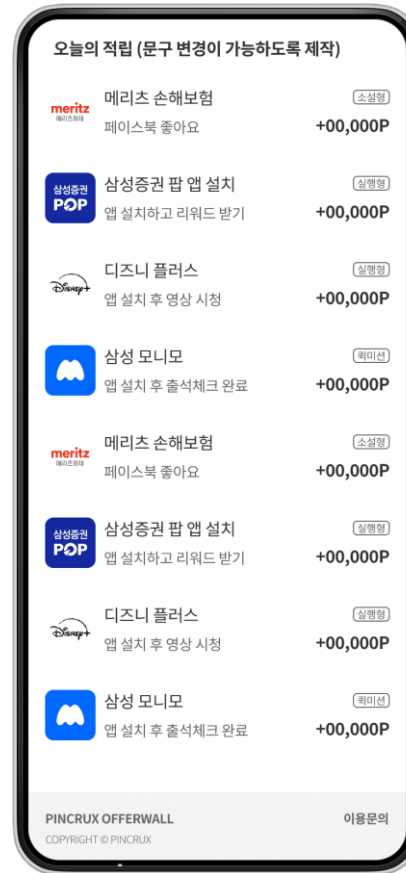 오늘의 적립 (문구 변경이 가능하도록 제작)
meritz
메리츠화재
메리츠 손해보험
소셜형
페이스북 좋아요
+00,000P
삼성증권
POP
삼성증권 팝 앱 설치
실행형
앱 설치하고 리워드 받기
+00,000P
Disney+
디즈니 플러스
실행형
앱 설치 후 영상 시청
+00,000P
삼성 모니모
퀵미션
앱 설치 후 출석체크 완료
+00,000P
meritz
메리츠화재
메리츠 손해보험
소셜형
페이스북 좋아요
+00,000P
삼성증권
POP
삼성증권 팝 앱 설치
실행형
앱 설치하고 리워드 받기
+00,000P
Disney+
디즈니 플러스
실행형
앱 설치 후 영상 시청
+00,000P
삼성 모니모
퀵미션
앱 설치 후 출석체크 완료
+00,000P
PINCRUX OFFERWALL
이용문의
COPYRIGHT © PINCRUX